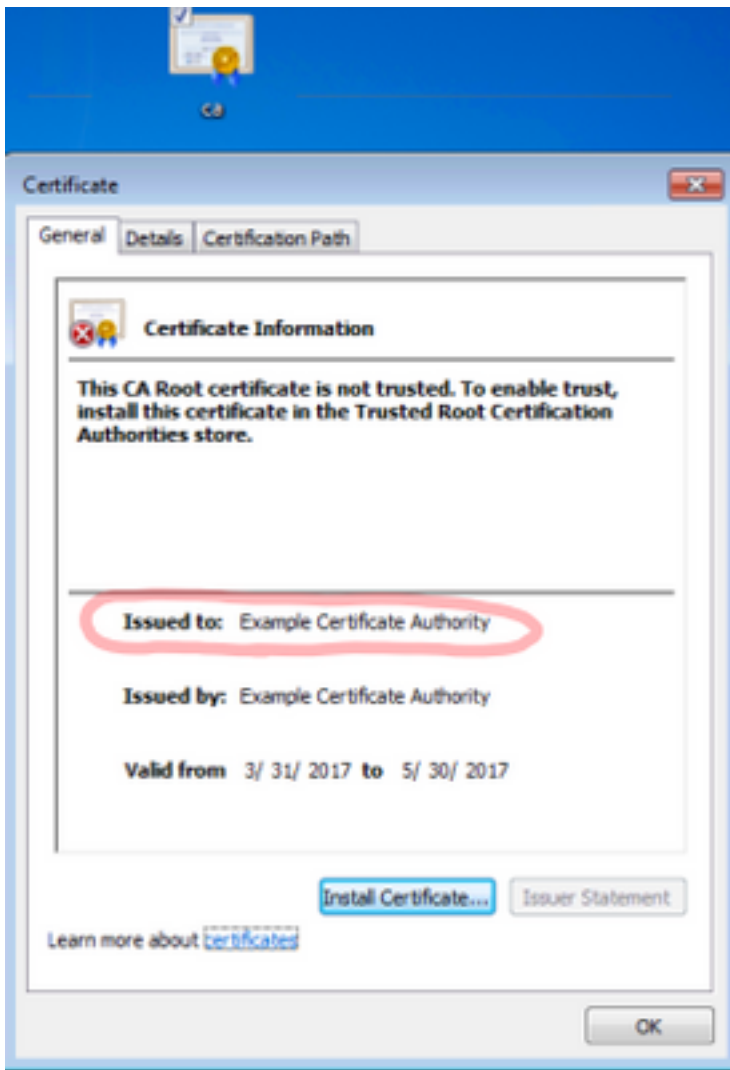 ca
Certificate
General Details Certification Path
Certificate Information
This CA Root certificate is not trusted. To enable trust,
install this certificate in the Trusted Root Certification
Authorities store.
Issued to: Example Certificate Authority
Issued by: Example Certificate Authority
Valid from 3/ 31/ 2017 to 5/ 30/ 2017
Install Certificate... Issuer Statement
Learn more about certificates
OK